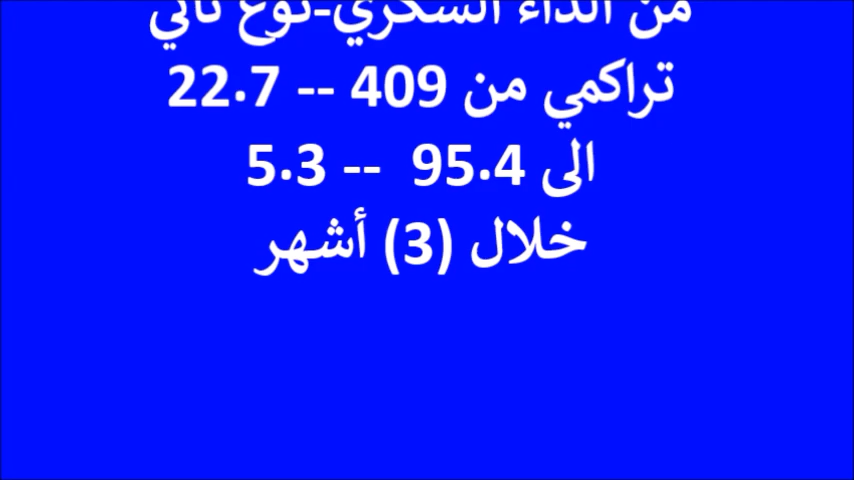 من الداء السكري-نوع ثاني
تراكمي من 409 -- 22.7
الى 95.4 -- 5.3
خلال (3) أشهر